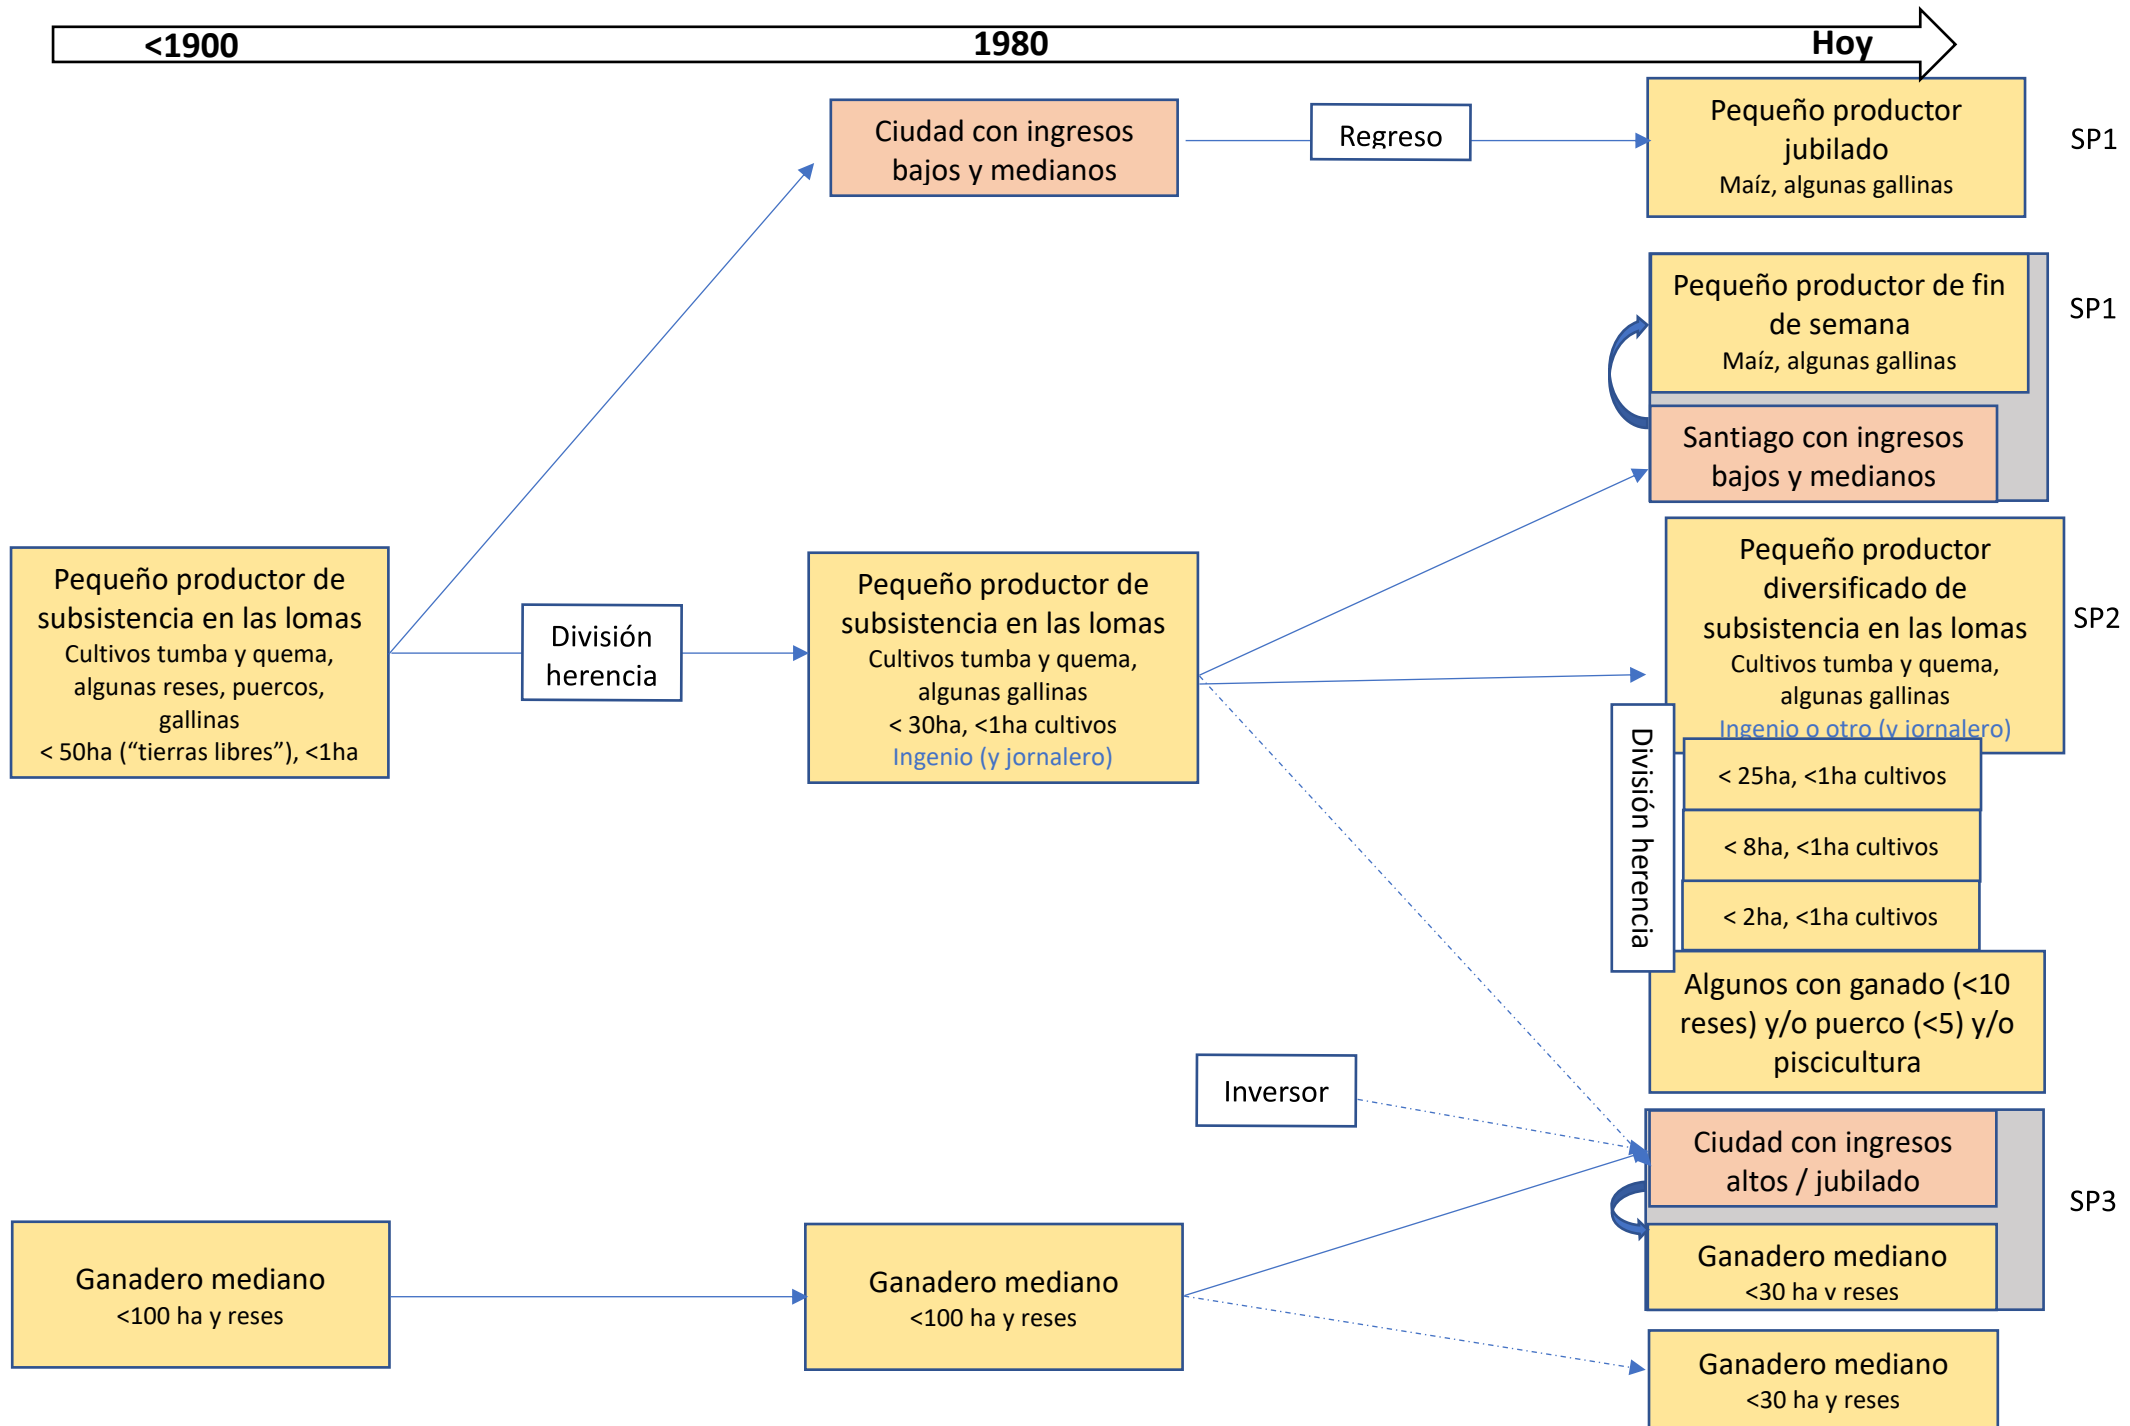 <1900
1980
Hoy
Ciudad con ingresos
bajos y medianos
Regreso
Pequeño productor
jubilado
Maíz, algunas gallinas
SP1
Pequeño productor de fin
de semana
Maíz, algunas gallinas
SP1
Santiago con ingresos
bajos y medianos
Pequeño productor de
subsistencia en las lomas
Cultivos tumba y quema,
algunas reses, puercos,
gallinas
< 50ha (“tierras libres”), <1ha
División
herencia
Pequeño productor de
subsistencia en las lomas
Cultivos tumba y quema,
algunas gallinas
< 30ha, <1ha cultivos
Ingenio (y jornalero)
Pequeño productor
diversificado de
subsistencia en las lomas
Cultivos tumba y quema,
algunas gallinas
Ingenio o otro (y jornalero)
SP2
División herencia
< 25ha, <1ha cultivos
< 8ha, <1ha cultivos
< 2ha, <1ha cultivos
Algunos con ganado (<10
reses) y/o puerco (<5) y/o
piscicultura
Inversor
Ciudad con ingresos
altos / jubilado
SP3
Ganadero mediano
<30 ha y reses
Ganadero mediano
<100 ha y reses
Ganadero mediano
<100 ha y reses
Ganadero mediano
<30 ha y reses